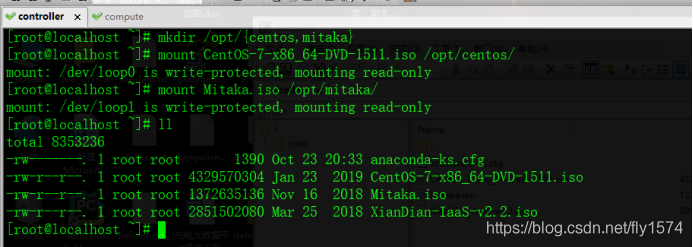 controller
compute
[root@localhost ~]# mkdir /opt/{centos,mitaka}
[root@localhost ~]# mount CentOS-7-x86_64-DVD-1511.iso /opt/centos/
mount: /dev/loop0 is write-protected, mounting read-only
[root@localhost ~]# mount Mitaka.iso /opt/mitaka/
mount: /dev/loop1 is write-protected, mounting read-only
[root@localhost ~]# ll
total 8353236
-rw-------. 1 root root       1390 Oct 23 20:33 anaconda-ks.cfg
-rw-r--r--. 1 root root 4329570304 Jan 23  2019 CentOS-7-x86_64-DVD-1511.iso
-rw-r--r--. 1 root root 1372635136 Nov 16  2018 Mitaka.iso
-rw-r--r--. 1 root root 2851502080 Mar 25  2018 XianDian-IaaS-v2.2.iso
[root@localhost ~]#
https://blog.csdn.net/fly1574